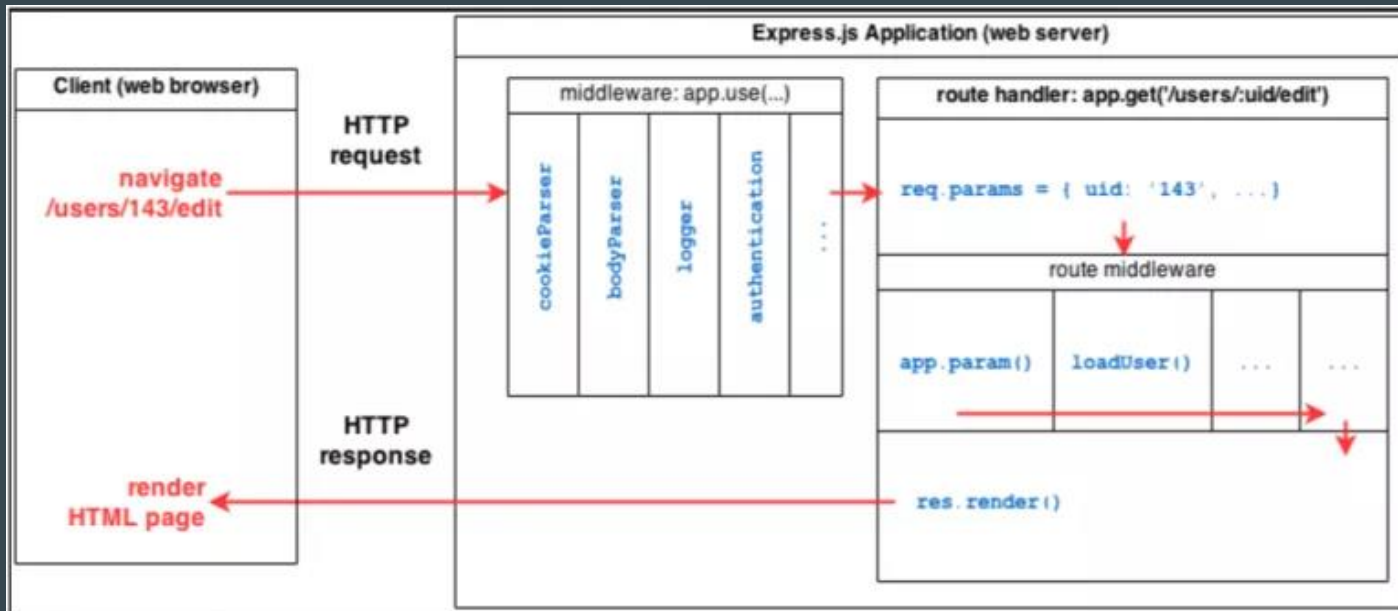 Express.js Application (web server)
Client (web browser)
navigate
/users/143/edit
HTTP
request
middleware: app.use(...)
cookieParser
bodyParser
logger
authentication
...
route handler: app.get('/users/:uid/edit')
req.params = { uid: '143', ...}
route middleware
app.param()
loadUser()
...
...
res.render()
HTTP
response
render
HTML page